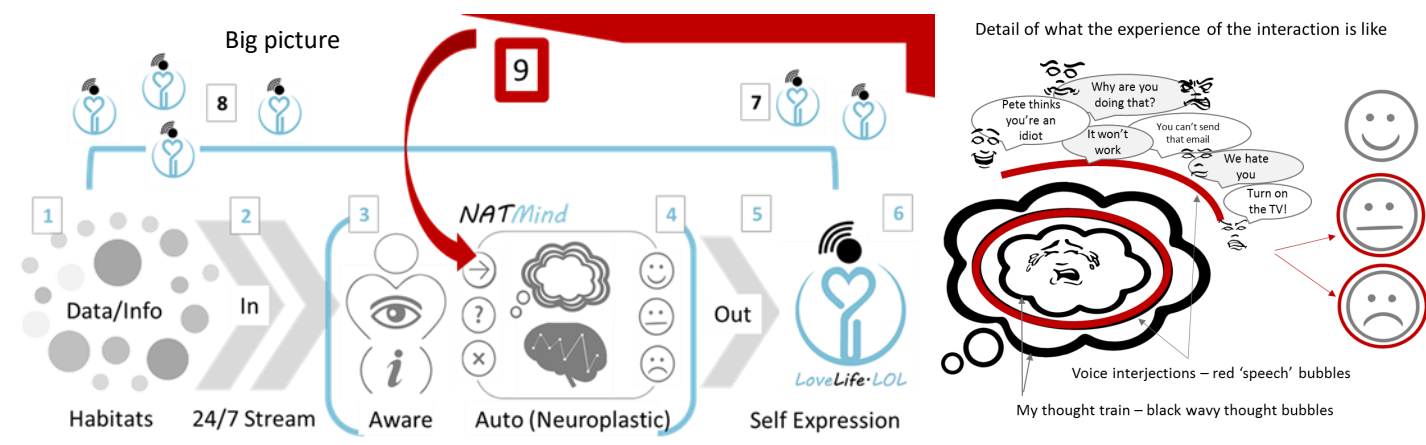 Big picture
9
8
7
1
2
3
NATMind
4
5
6
Data/Info
In
?
i
Out
LoveLife·LOL
Habitats
24/7 Stream
Aware
Auto (Neuroplastic)
Self Expression
Detail of what the experience of the interaction is like
Why are you
doing that?
Pete thinks
you're an
idiot
It won't
work
You can't send
that email
We hate
you
Turn on
the TV!
Voice interjections – red 'speech' bubbles
My thought train – black wavy thought bubbles